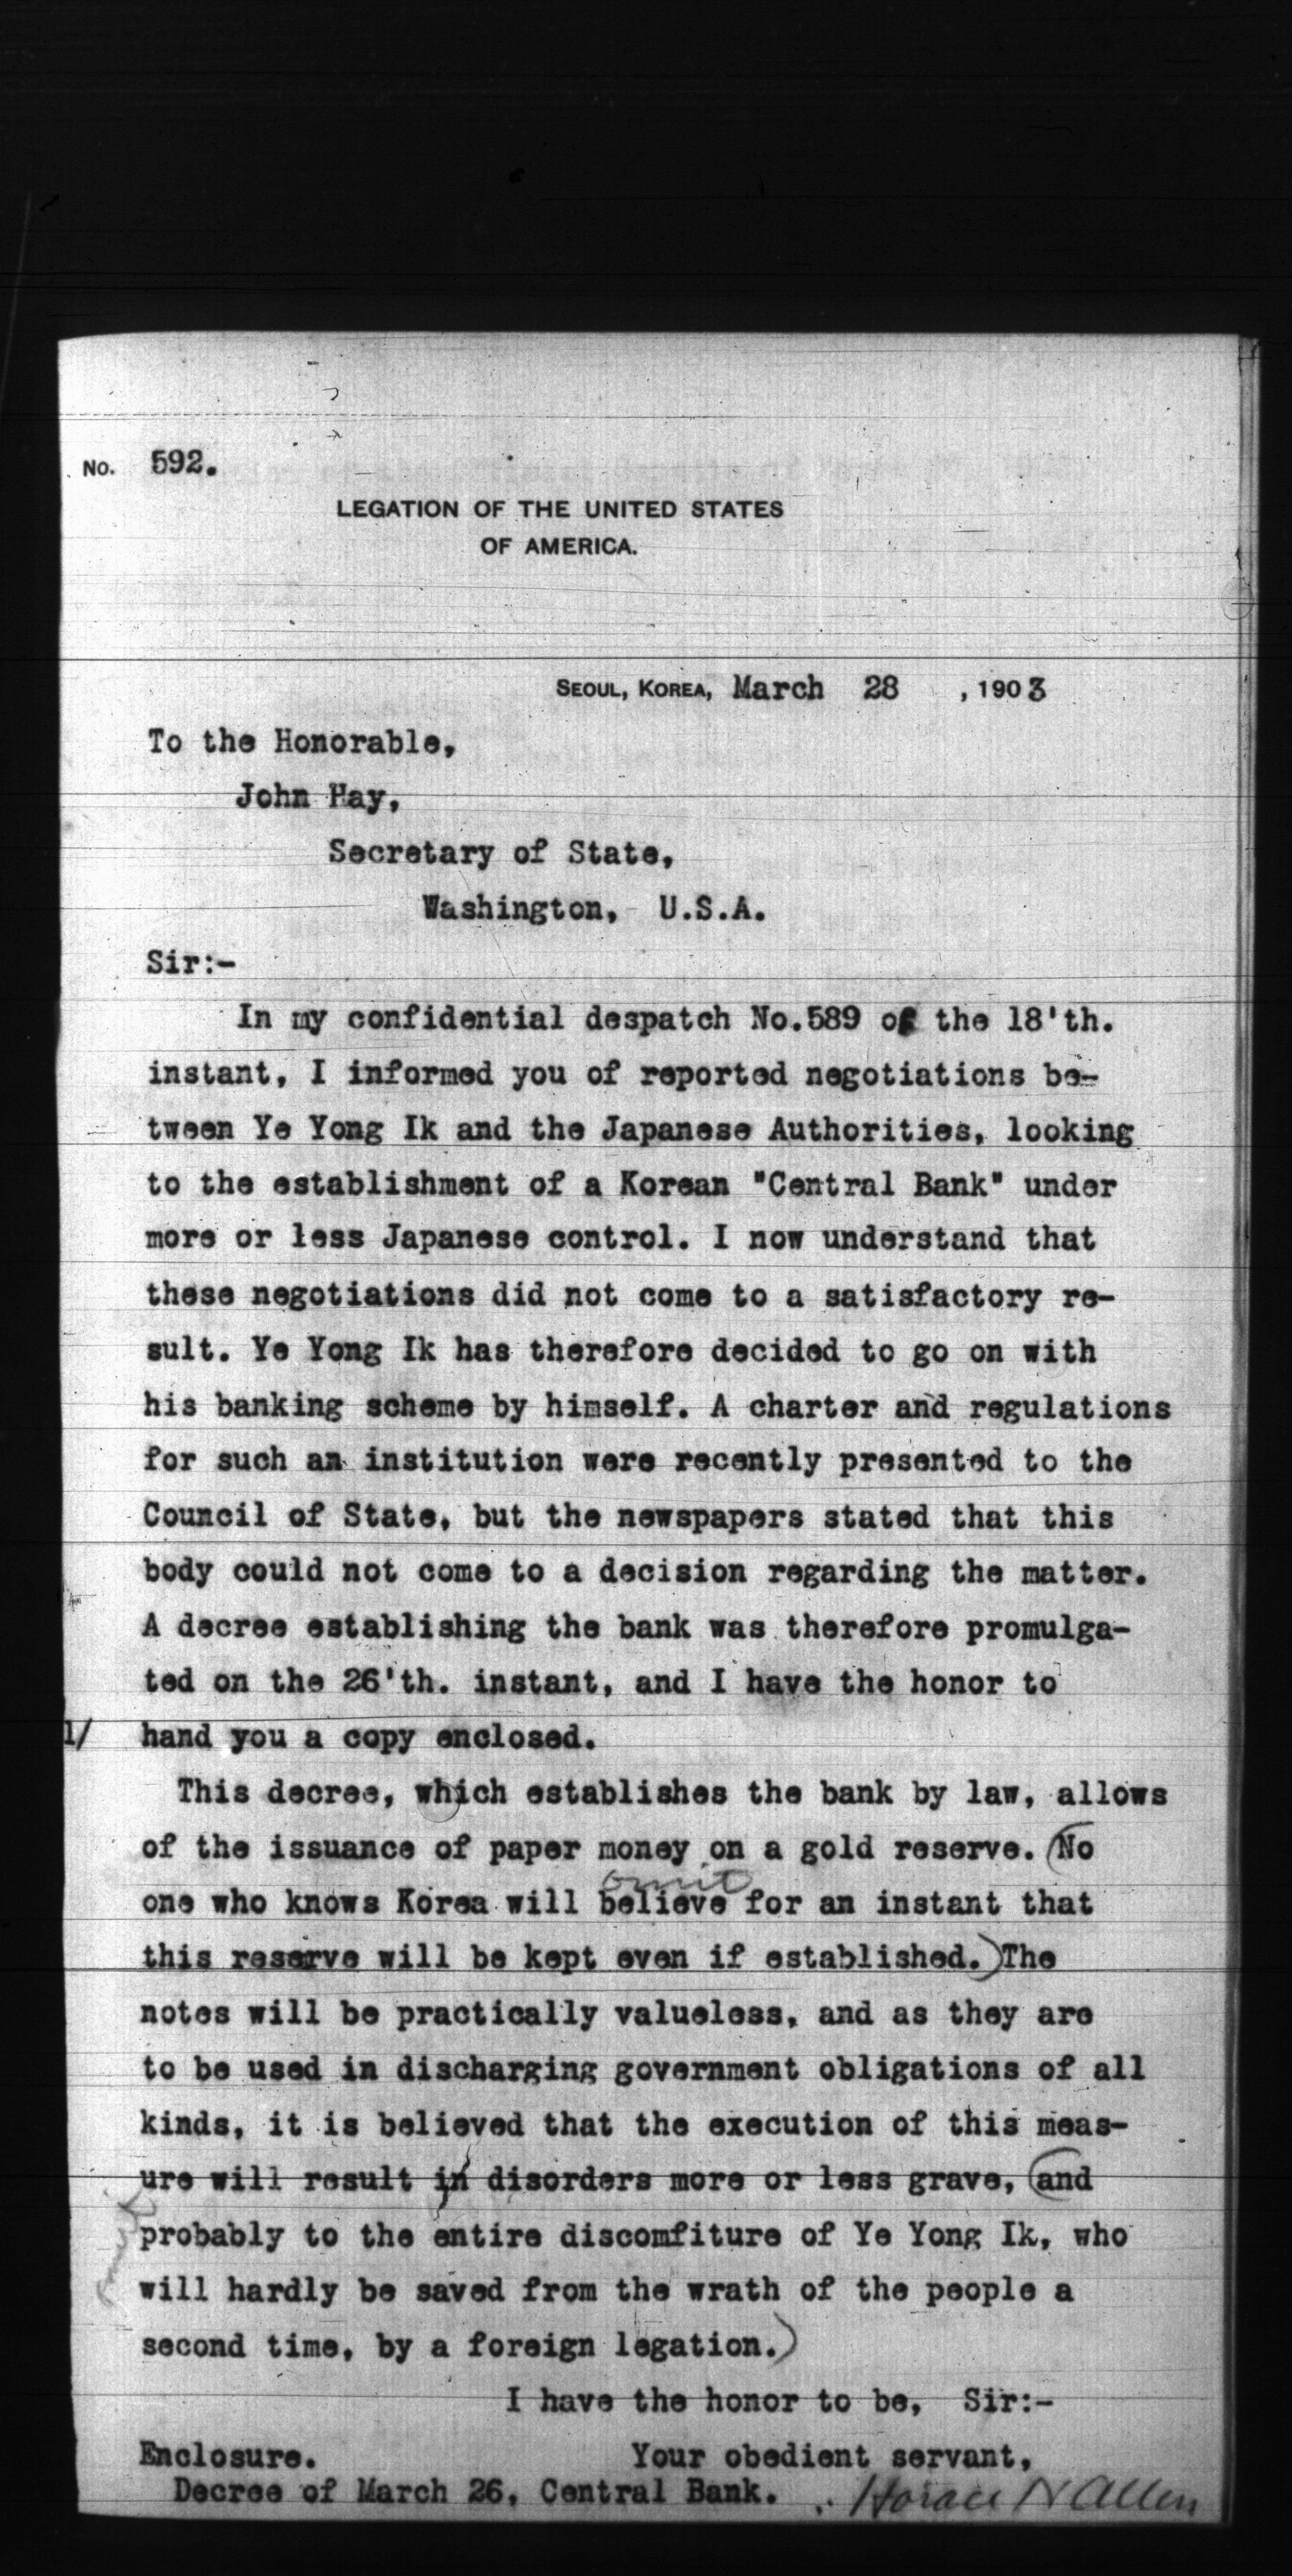 No. 592.
LEGATION OF THE UNITED STATES
OF AMERICA.
SEOUL, KOREA, March 28 , 1903
To the Honorable,
John Hay,
Secretary of State,
Washington, U.S.A.
Sir:-
In my confidential despatch No.589 of the 18'th.
instant, I informed you of reported negotiations be-
tween Ye Yong Ik and the Japanese Authorities, looking
to the establishment of a Korean "Central Bank" under
more or less Japanese control. I now understand that
these negotiations did not come to a satisfactory re-
sult. Ye Yong Ik has therefore decided to go on with
his banking scheme by himself. A charter and regulations
for such an institution were recently presented to the
Council of State, but the newspapers stated that this
body could not come to a decision regarding the matter.
A decree establishing the bank was therefore promulga-
ted on the 26'th. instant, and I have the honor to
1/ hand you a copy enclosed.
This decree, which establishes the bank by law, allows
of the issuance of paper money on a gold reserve. (No
omit
one who knows Korea will believe for an instant that
this reserve will be kept even if established.) The
notes will be practically valueless, and as they are
to be used in discharging government obligations of all
kinds, it is believed that the execution of this meas-
ure will result in disorders more or less grave, (and
omit
probably to the entire discomfiture of Ye Yong Ik, who
will hardly be saved from the wrath of the people a
second time, by a foreign legation.)
I have the honor to be, Sir:-
Enclosure. Your obedient servant,
Decree of March 26, Central Bank. Horace N Allen